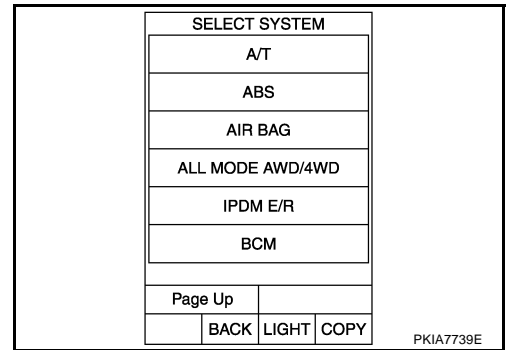 SELECT SYSTEM
A/T
ABS
AIR BAG
ALL MODE AWD/4WD
IPDM E/R
BCM
Page Up
BACK LIGHT COPY
PKIA7739E